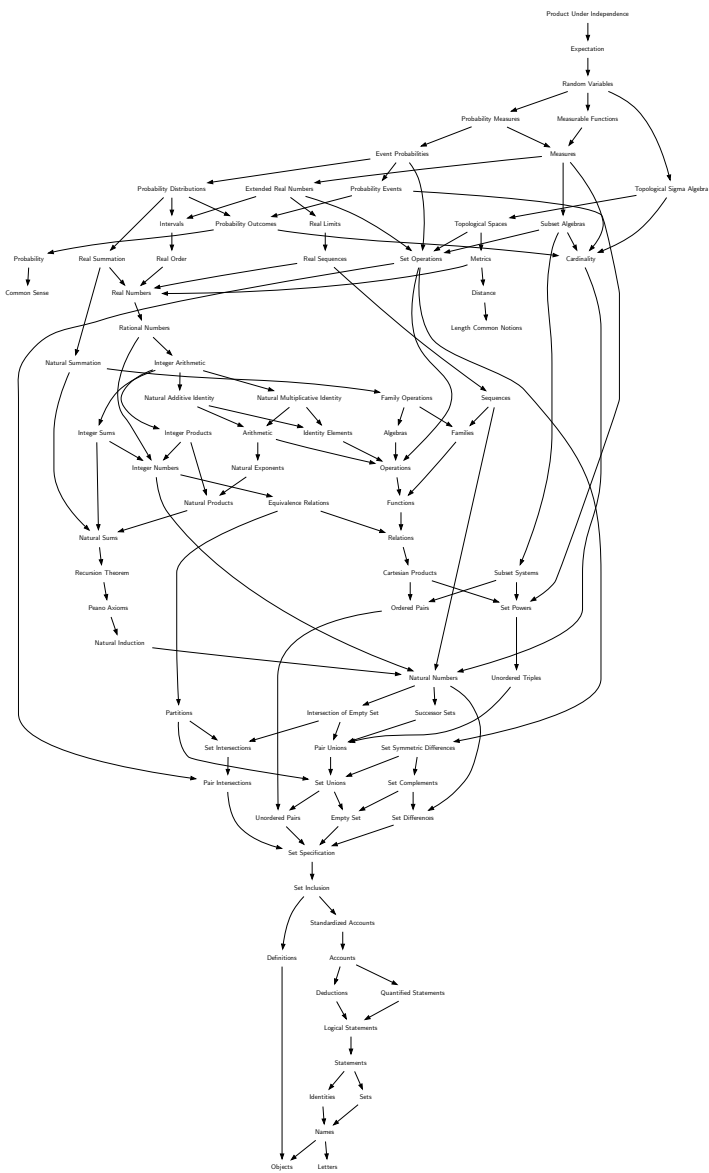 Product Under Independence
Expectation
Random Variables
Probability Measures
Measurable Functions
Event Probabilities
Measures
Probability Distributions
Extended Real Numbers
Probability Events
Topological Sigma Algebra
Intervals
Probability Outcomes
Real Limits
Topological Spaces
Subset Algebras
Probability
Real Summation
Real Order
Real Sequences
Set Operations
Metrics
Cardinality
Common Sense
Real Numbers
Distance
Rational Numbers
Length Common Notions
Natural Summation
Integer Arithmetic
Natural Additive Identity
Natural Multiplicative Identity
Family Operations
Sequences
Integer Sums
Integer Products
Arithmetic
Identity Elements
Algebras
Families
Integer Numbers
Natural Exponents
Operations
Natural Products
Equivalence Relations
Functions
Natural Sums
Relations
Recursion Theorem
Cartesian Products
Subset Systems
Peano Axioms
Ordered Pairs
Set Powers
Natural Induction
Natural Numbers
Unordered Triples
Partitions
Intersection of Empty Set
Successor Sets
Set Intersections
Pair Unions
Set Symmetric Differences
Pair Intersections
Set Unions
Set Complements
Unordered Pairs
Empty Set
Set Differences
Set Specification
Set Inclusion
Standardized Accounts
Definitions
Accounts
Deductions
Quantified Statements
Logical Statements
Statements
Identities
Sets
Names
Objects
Letters